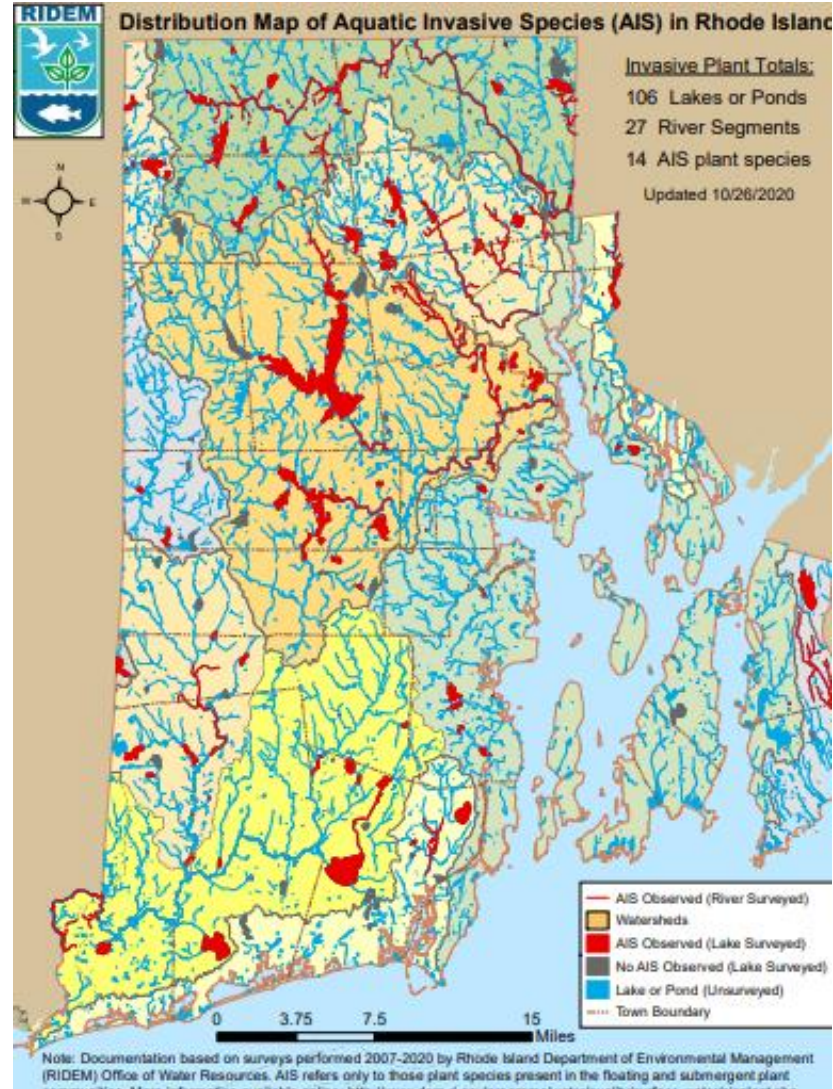 RIDEM
Distribution Map of Aquatic Invasive Species (AIS) in Rhode Island
Invasive Plant Totals:
106 Lakes or Ponds
27 River Segments
14 AIS plant species
Updated 10/26/2020
N
W
E
S
AIS Observed (River Surveyed)
Watersheds
AIS Observed (Lake Surveyed)
No AIS Observed (Lake Surveyed)
Lake or Pond (Unsurveyed)
Town Boundary
0 3.75 7.5 15
Miles
Note: Documentation based on surveys performed 2007-2020 by Rhode Island Department of Environmental Management
(RIDEM) Office of Water Resources. AIS refers only to those plant species present in the floating and submergent plant